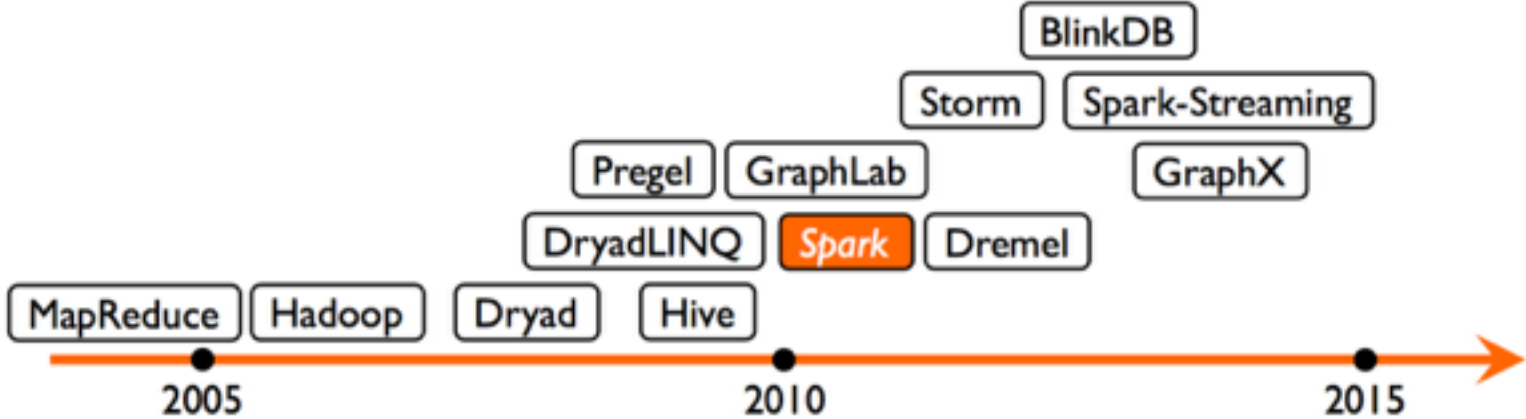 BlinkDB
Storm Spark-Streaming
Pregel GraphLab GraphX
DryadLINQ Spark Dremel
MapReduce Hadoop Dryad Hive
2005 2010 2015